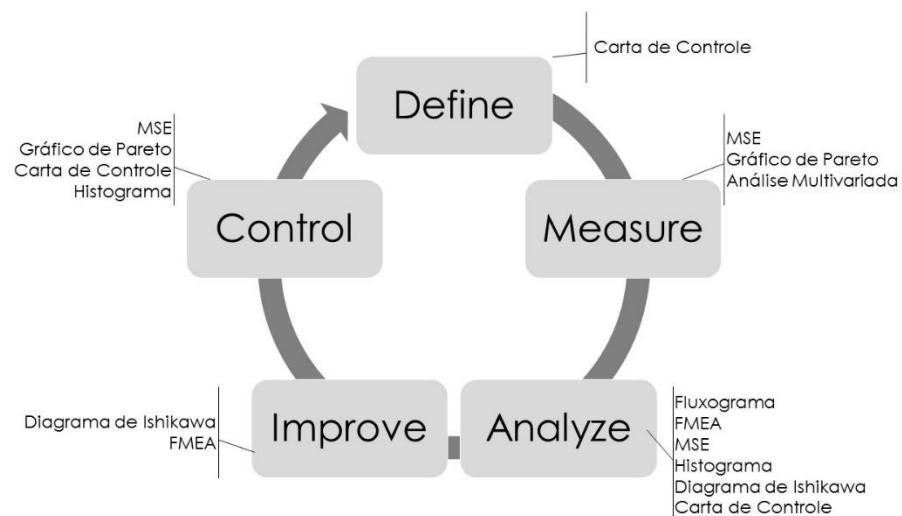 Define
Carta de Controle
Measure
MSE
Gráfico de Pareto
Análise Multivariada
Analyze
Fluxograma
FMEA
MSE
Histograma
Diagrama de Ishikawa
Carta de Controle
Improve
Diagrama de Ishikawa
FMEA
Control
MSE
Gráfico de Pareto
Carta de Controle
Histograma